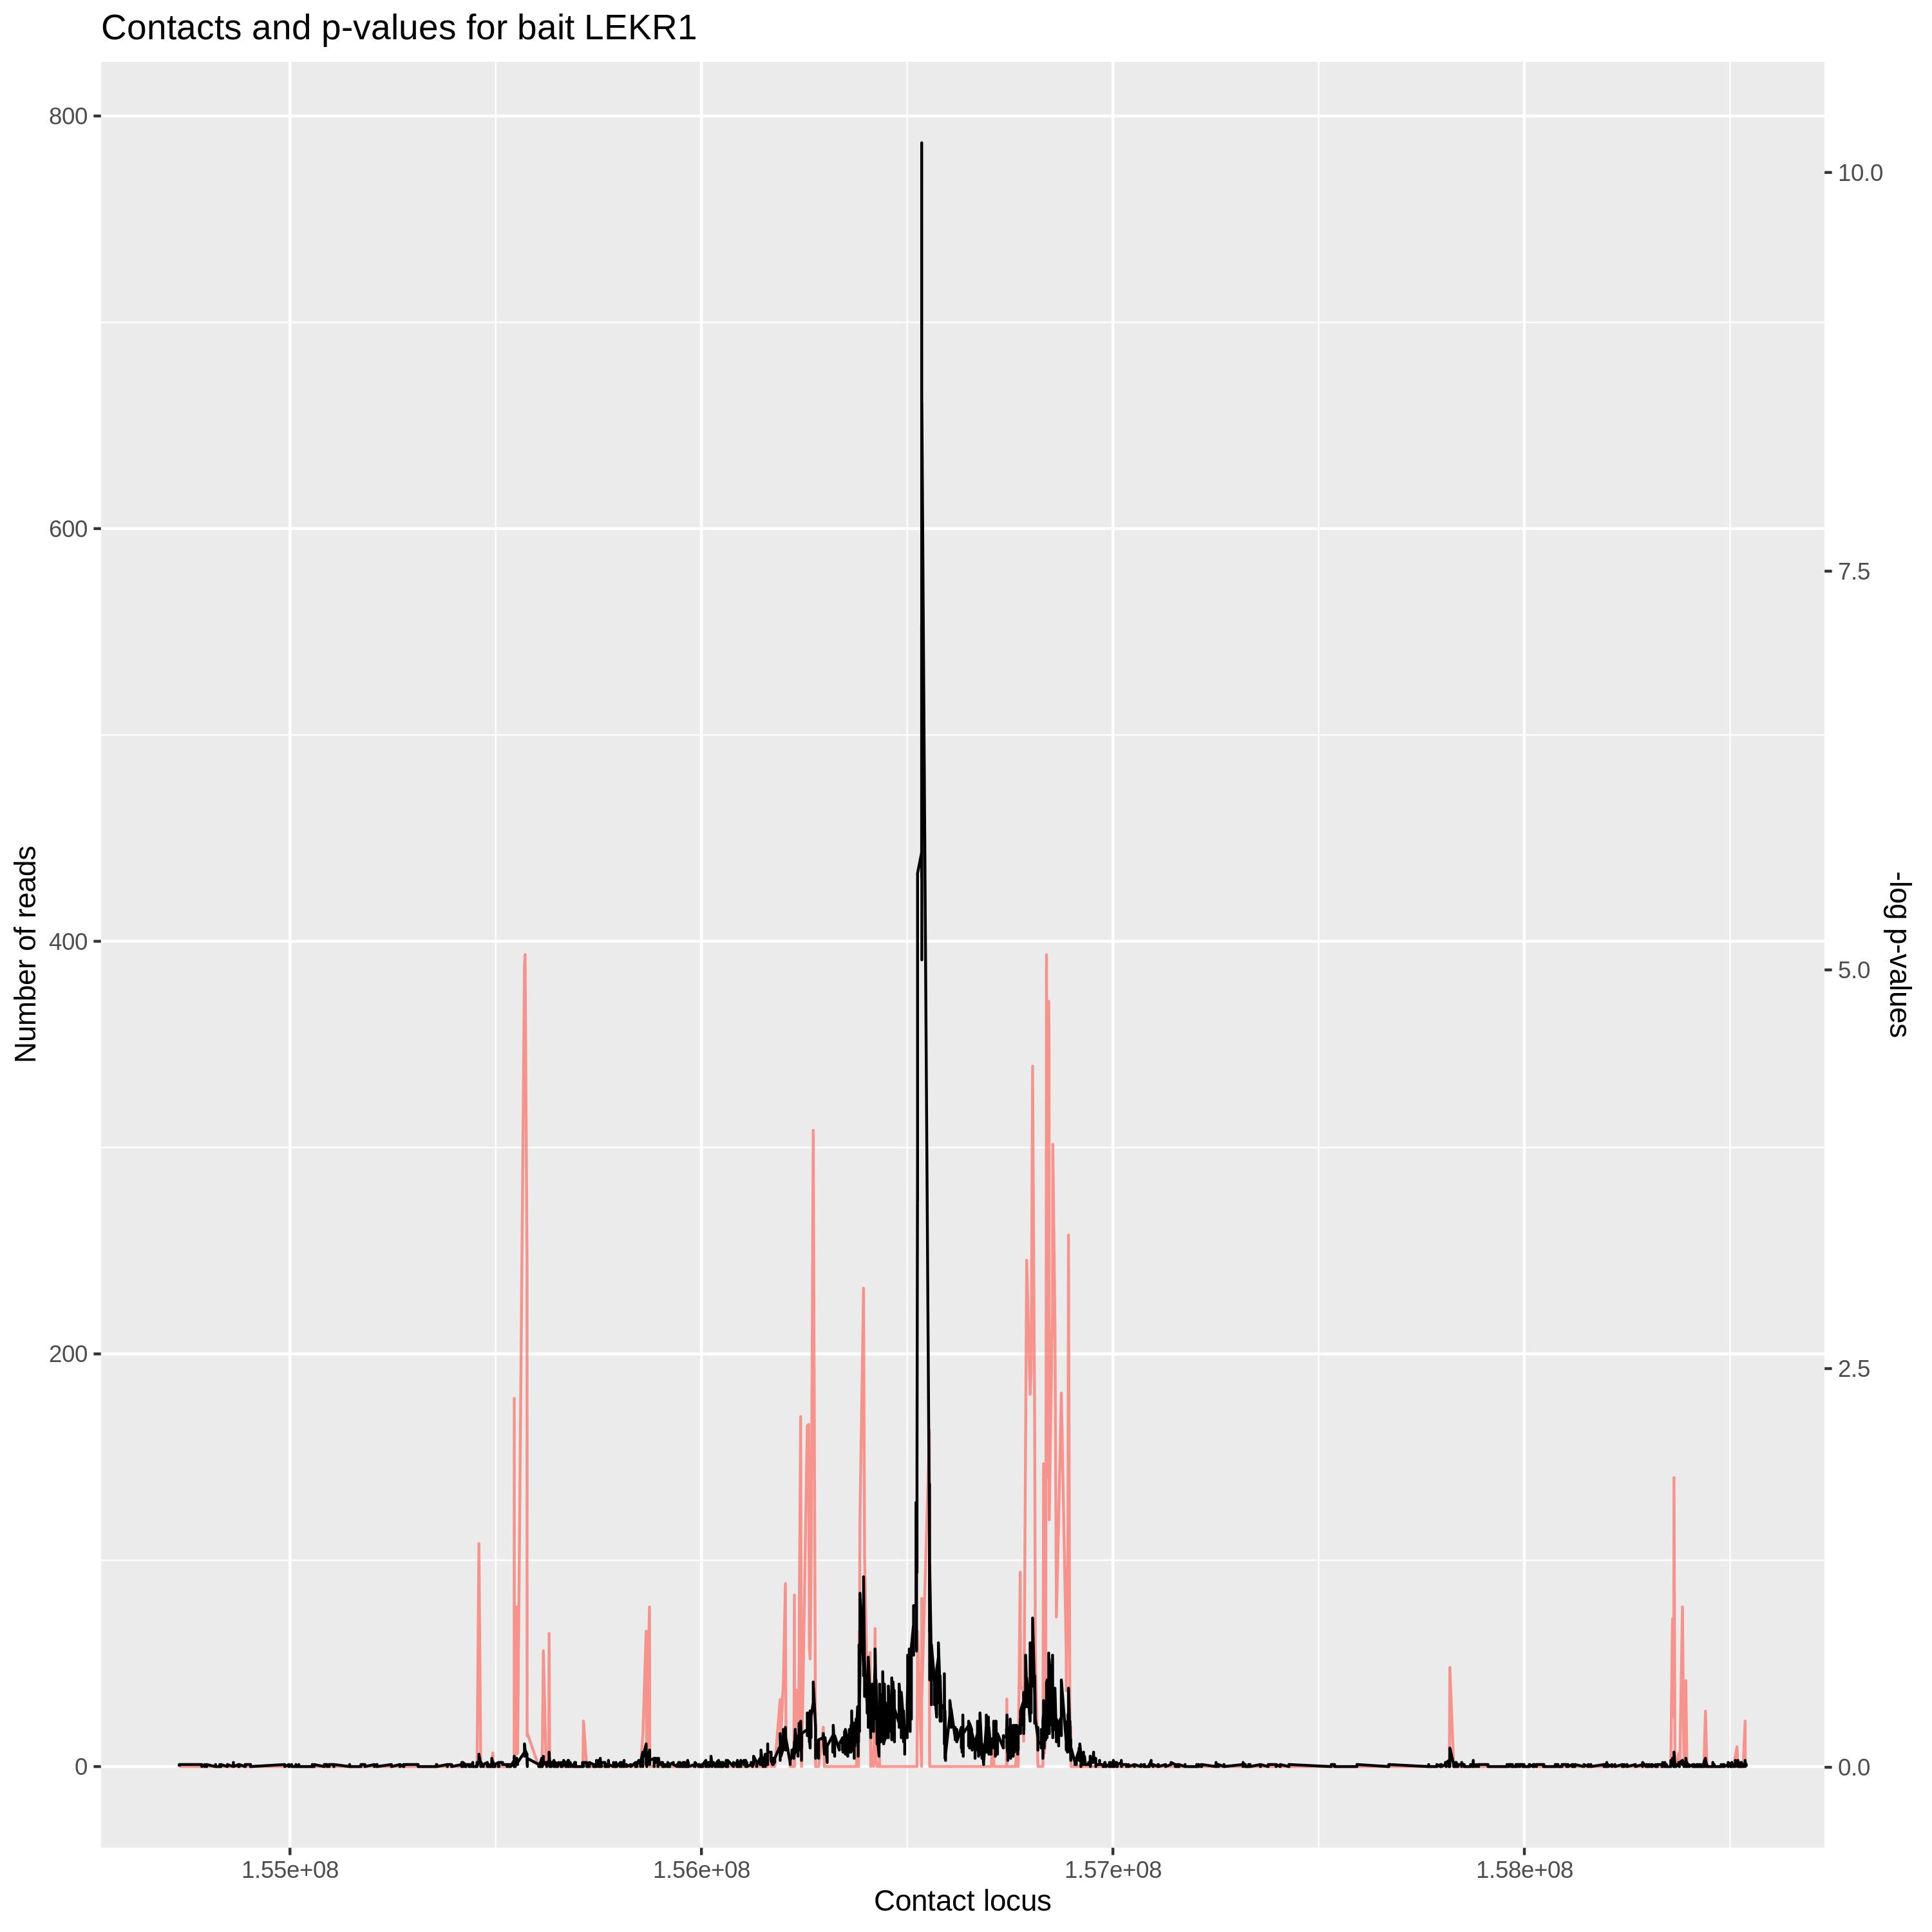 Contacts and p-values for bait LEKR1
800
600
400
200
0
10.0
7.5
5.0
2.5
0.0
Number of reads
-log p-values
1.55e+08
1.56e+08
1.57e+08
1.58e+08
Contact locus